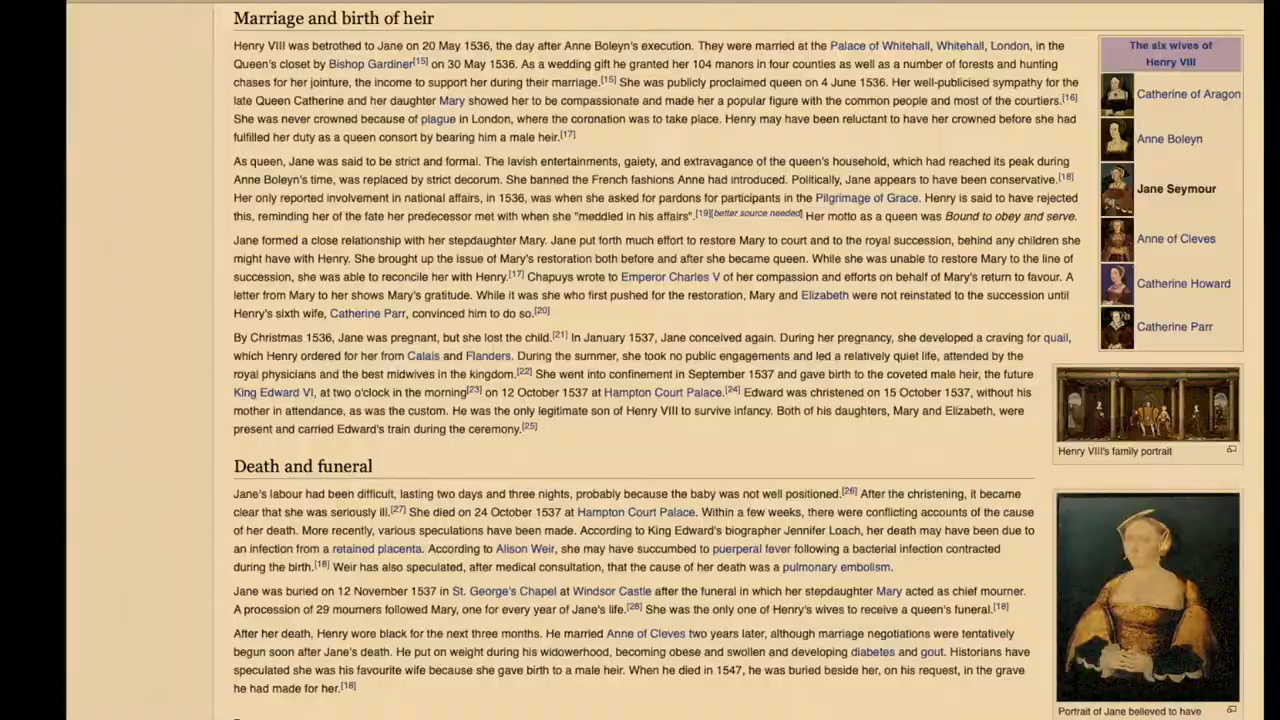 Marriage and birth of heir
Henry VIII was betrothed to Jane on 20 May 1536, the day after Anne Boleyn's execution. They were married at the Palace of Whitehall, Whitehall, London, in the
Queen's closet by Bishop Gardiner[15] on 30 May 1536. As a wedding gift he granted her 104 manors in four counties as well as a number of forests and hunting
chases for her jointure, the income to support her during their marriage.[15] She was publicly proclaimed queen on 4 June 1536. Her well-publicised sympathy for the
late Queen Catherine and her daughter Mary showed her to be compassionate and made her a popular figure with the common people and most of the courtiers.[16]
She was never crowned because of plague in London, where the coronation was to take place. Henry may have been reluctant to have her crowned before she had
fulfilled her duty as a queen consort by bearing him a male heir.[17]
As queen, Jane was said to be strict and formal. The lavish entertainments, gaiety, and extravagance of the queen's household, which had reached its peak during
Anne Boleyn's time, was replaced by strict decorum. She banned the French fashions Anne had introduced. Politically, Jane appears to have been conservative.[18]
Her only reported involvement in national affairs, in 1536, was when she asked for pardons for participants in the Pilgrimage of Grace. Henry is said to have rejected
this, reminding her of the fate her predecessor met with when she "meddled in his affairs".[19][better source needed] Her motto as a queen was Bound to obey and serve.
Jane formed a close relationship with her stepdaughter Mary. Jane put forth much effort to restore Mary to court and to the royal succession, behind any children she
might have with Henry. She brought up the issue of Mary's restoration both before and after she became queen. While she was unable to restore Mary to the line of
succession, she was able to reconcile her with Henry.[17] Chapuys wrote to Emperor Charles V of her compassion and efforts on behalf of Mary's return to favour. A
letter from Mary to her shows Mary's gratitude. While it was she who first pushed for the restoration, Mary and Elizabeth were not reinstated to the succession until
Henry's sixth wife, Catherine Parr, convinced him to do so.[20]
By Christmas 1536, Jane was pregnant, but she lost the child.[21] In January 1537, Jane conceived again. During her pregnancy, she developed a craving for quail,
which Henry ordered for her from Calais and Flanders. During the summer, she took no public engagements and led a relatively quiet life, attended by the
royal physicians and the best midwives in the kingdom.[22] She went into confinement in September 1537 and gave birth to the coveted male heir, the future
King Edward VI, at two o'clock in the morning[23] on 12 October 1537 at Hampton Court Palace.[24] Edward was christened on 15 October 1537, without his
mother in attendance, as was the custom. He was the only legitimate son of Henry VIII to survive infancy. Both of his daughters, Mary and Elizabeth, were
present and carried Edward's train during the ceremony.[25]
Death and funeral
Jane's labour had been difficult, lasting two days and three nights, probably because the baby was not well positioned.[26] After the christening, it became
clear that she was seriously ill.[27] She died on 24 October 1537 at Hampton Court Palace. Within a few weeks, there were conflicting accounts of the cause
of her death. More recently, various speculations have been made. According to King Edward's biographer Jennifer Loach, her death may have been due to
an infection from a retained placenta. According to Alison Weir, she may have succumbed to puerperal fever following a bacterial infection contracted
during the birth.[18] Weir has also speculated, after medical consultation, that the cause of her death was a pulmonary embolism.
Jane was buried on 12 November 1537 in St. George's Chapel at Windsor Castle after the funeral in which her stepdaughter Mary acted as chief mourner.
A procession of 29 mourners followed Mary, one for every year of Jane's life.[28] She was the only one of Henry's wives to receive a queen's funeral.[18]
After her death, Henry wore black for the next three months. He married Anne of Cleves two years later, although marriage negotiations were tentatively
begun soon after Jane's death. He put on weight during his widowerhood, becoming obese and swollen and developing diabetes and gout. Historians have
speculated she was his favourite wife because she gave birth to a male heir. When he died in 1547, he was buried beside her, on his request, in the grave
he had made for her.[18]
The six wives of
Henry VIII
Catherine of Aragon
Anne Boleyn
Jane Seymour
Anne of Cleves
Catherine Howard
Catherine Parr
Henry VIII's family portrait
Portrait of Jane believed to have